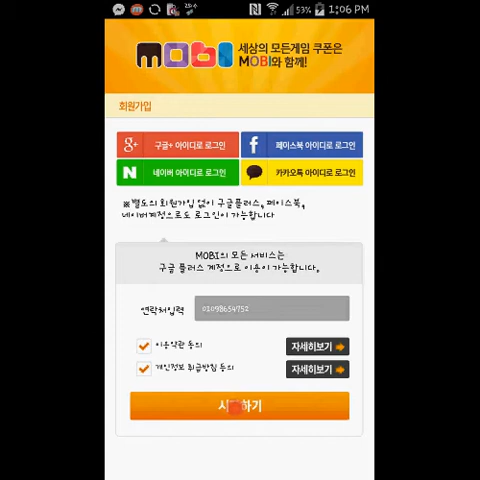 53% 1:06 PM
mobi 세상의 모든게임 쿠폰은
MOBI와 함께!
회원가입
g+ 구글+ 아이디로 로그인
f 페이스북 아이디로 로그인
N 네이버 아이디로 로그인
카카오톡 아이디로 로그인
※별도의 회원가입 없이 구글플러스, 페이스북,
네이버계정으로도 로그인이 가능합니다
MOBI의 모든 서비스는
구글 플러스 계정으로 이용이 가능합니다.
연락처입력 01098654752
이용약관 동의 자세히보기
개인정보 취급방침 동의 자세히보기